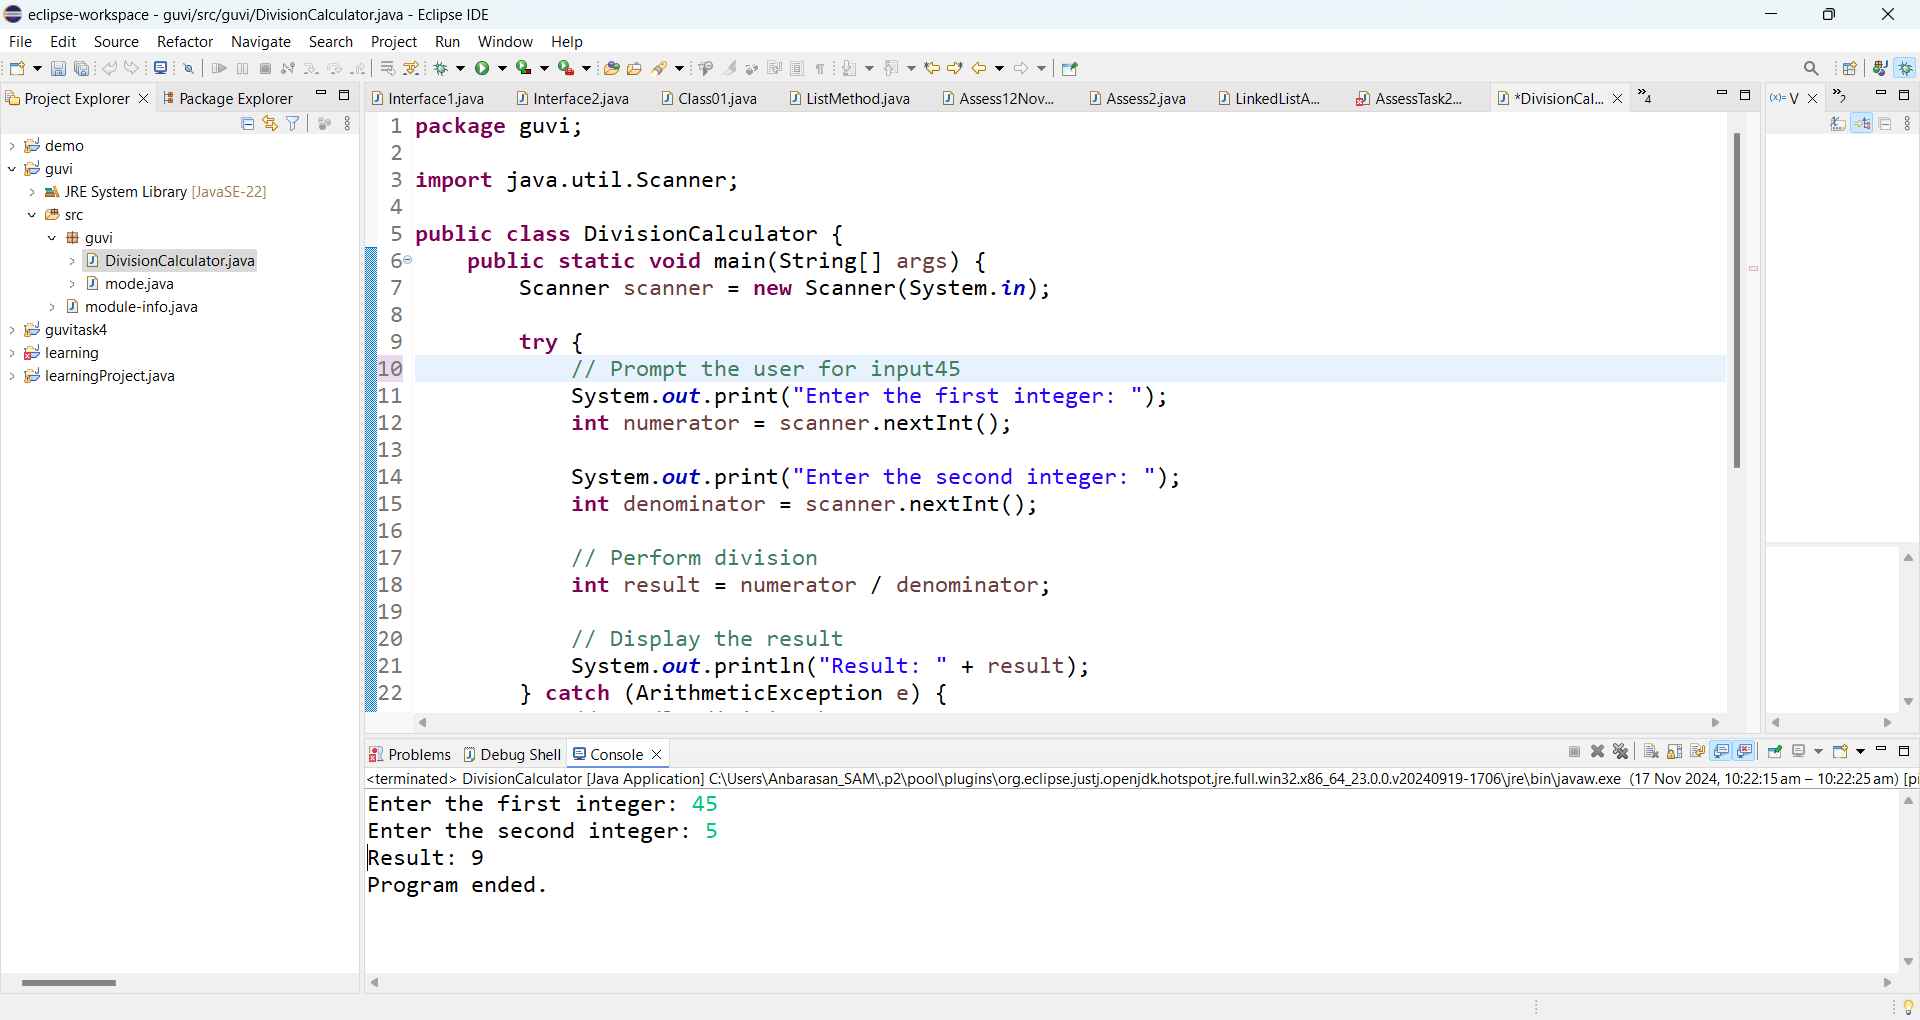 eclipse-workspace - guvi/src/guvi/DivisionCalculator.java - Eclipse IDE
File Edit Source Refactor Navigate Search Project Run Window Help
Project Explorer Package Explorer
demo
guvi
JRE System Library [JavaSE-22]
src
guvi
DivisionCalculator.java
mode.java
module-info.java
guvitask4
learning
learningProject.java
Interface1.java Interface2.java Class01.java ListMethod.java Assess12Nov... Assess2.java LinkedListA... AssessTask2... *DivisionCal... »4
(x)= V »2
1 package guvi;
2
3 import java.util.Scanner;
4
5 public class DivisionCalculator {
6 public static void main(String[] args) {
7 Scanner scanner = new Scanner(System.in);
8
9 try {
10 // Prompt the user for input45
11 System.out.print("Enter the first integer: ");
12 int numerator = scanner.nextInt();
13
14 System.out.print("Enter the second integer: ");
15 int denominator = scanner.nextInt();
16
17 // Perform division
18 int result = numerator / denominator;
19
20 // Display the result
21 System.out.println("Result: " + result);
22 } catch (ArithmeticException e) {
Problems Debug Shell Console
<terminated> DivisionCalculator [Java Application] C:\Users\Anbarasan_SAM\.p2\pool\plugins\org.eclipse.justj.openjdk.hotspot.jre.full.win32.x86_64_23.0.0.v20240919-1706\jre\bin\javaw.exe (17 Nov 2024, 10:22:15 am – 10:22:25 am) [pi
Enter the first integer: 45
Enter the second integer: 5
Result: 9
Program ended.